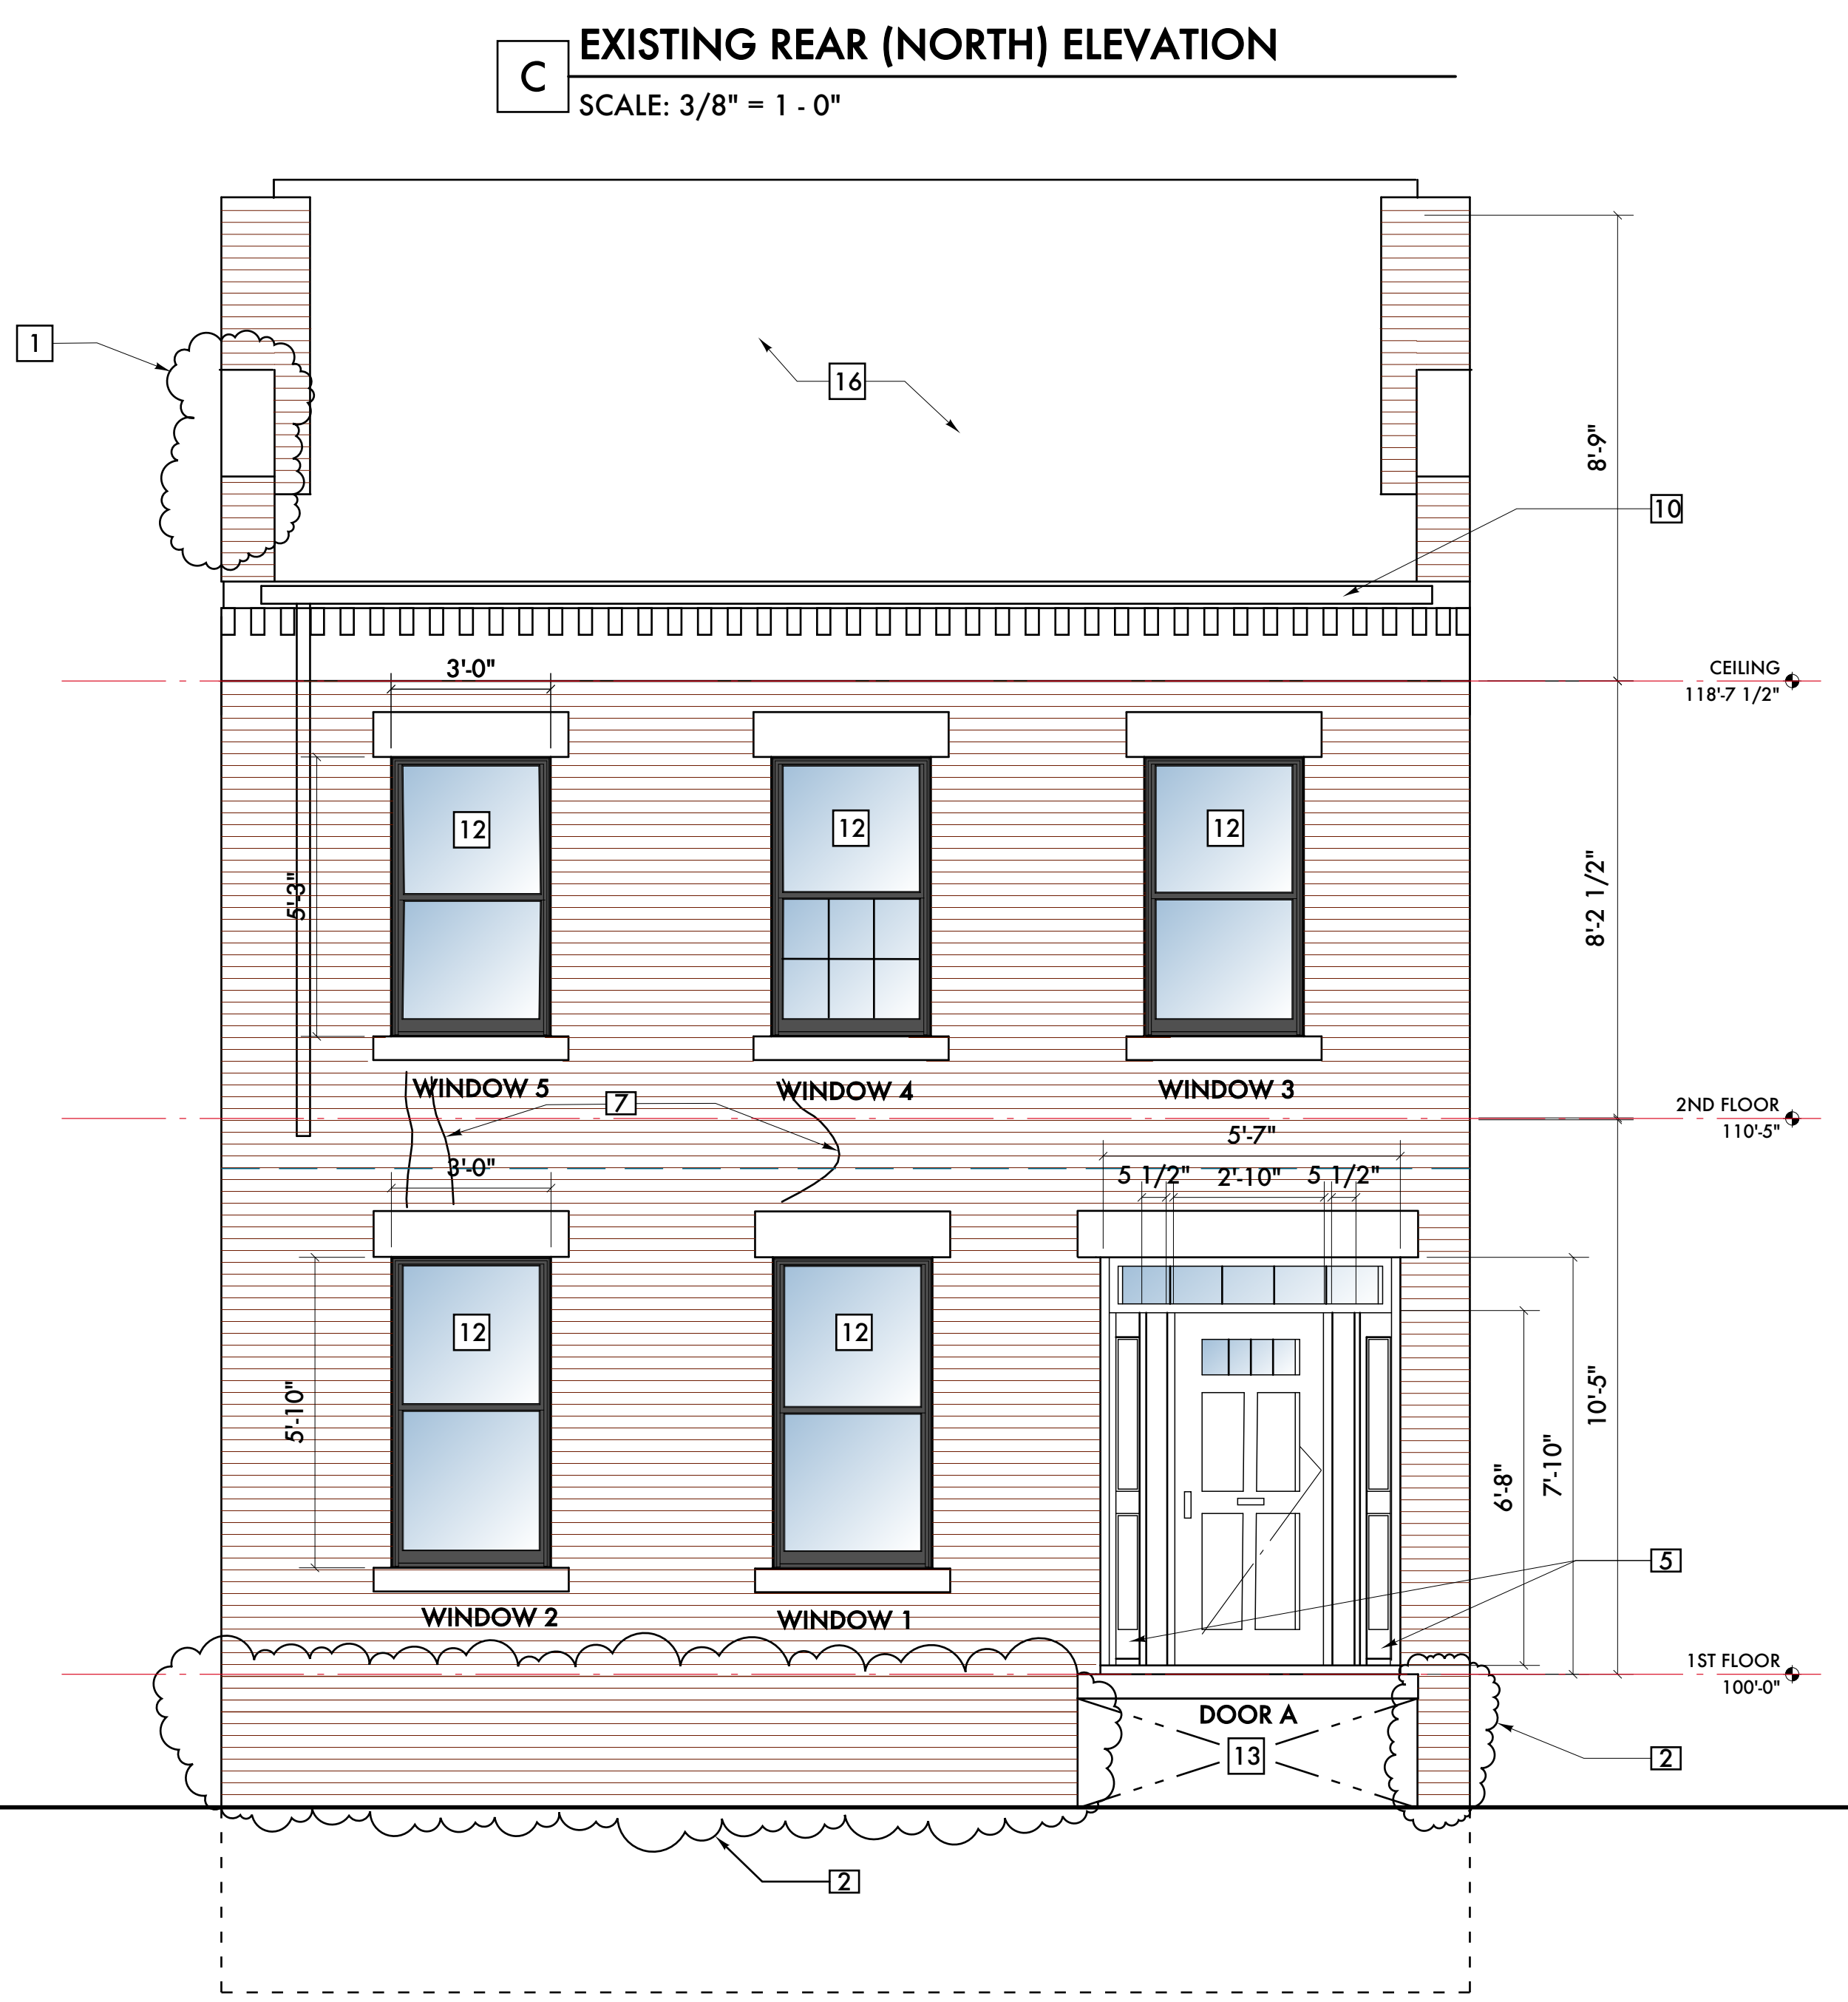 C
EXISTING REAR (NORTH) ELEVATION
SCALE: 3/8" = 1 - 0"
1
16
8'-9"
10
3'-0"
CEILING
118'-7 1/2"
12
12
12
5'-3"
8'-2 1/2"
WINDOW 5
WINDOW 4
WINDOW 3
7
2ND FLOOR
110'-5"
5'-7"
3'-0"
5 1/2"
2'-10"
5 1/2"
12
12
5'-10"
10'-5"
7'-10"
6'-8"
5
WINDOW 2
WINDOW 1
1ST FLOOR
100'-0"
DOOR A
13
2
2